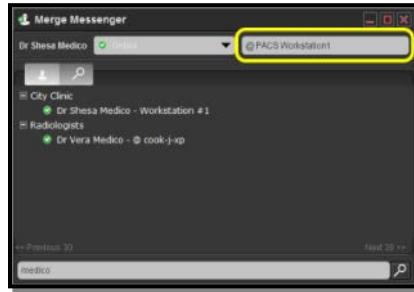 Merge Messenger
Dr Shesa Medico Online @ PACS Workstation1
City Clinic
Dr Shesa Medico - Workstation #1
Radiologists
Dr Vera Medico - @ cook-j-xp
<< Previous 30 Next 30 >>
medico